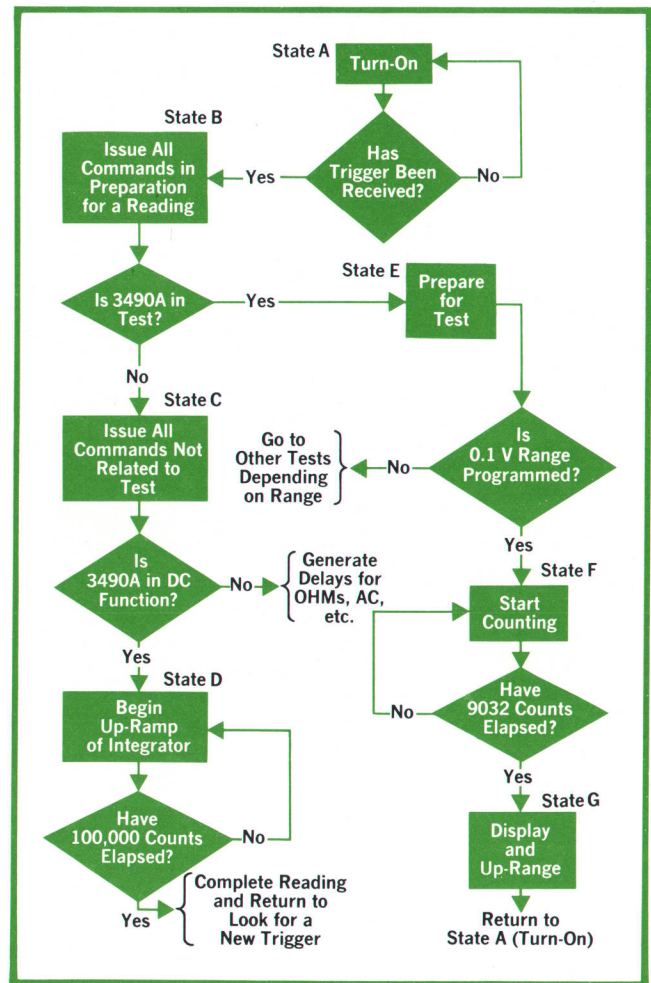 State A
Turn-On
Has
Trigger Been
Received?
No
Yes
State B
Issue All
Commands in
Preparation
for a Reading
Is 3490A in
Test?
Yes
No
State E
Prepare
for
Test
State C
Issue All
Commands Not
Related to
Test
Is
0.1 V Range
Programmed?
No
Go to
Other Tests
Depending
on Range
Yes
Is
3490A in DC
Function?
No
Generate
Delays for
OHMs, AC,
etc.
Yes
State F
Start
Counting
State D
Begin
Up-Ramp
of Integrator
Have
9032 Counts
Elapsed?
No
Yes
Have
100,000 Counts
Elapsed?
No
Yes
Complete Reading
and Return to
Look for a
New Trigger
State G
Display
and
Up-Range
Return to
State A (Turn-On)